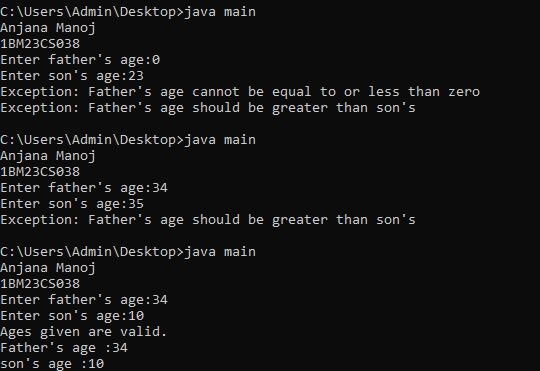 C:\Users\Admin\Desktop>java main
Anjana Manoj
1BM23CS038
Enter father's age:0
Enter son's age:23
Exception: Father's age cannot be equal to or less than zero
Exception: Father's age should be greater than son's
C:\Users\Admin\Desktop>java main
Anjana Manoj
1BM23CS038
Enter father's age:34
Enter son's age:35
Exception: Father's age should be greater than son's
C:\Users\Admin\Desktop>java main
Anjana Manoj
1BM23CS038
Enter father's age:34
Enter son's age:10
Ages given are valid.
Father's age :34
son's age :10